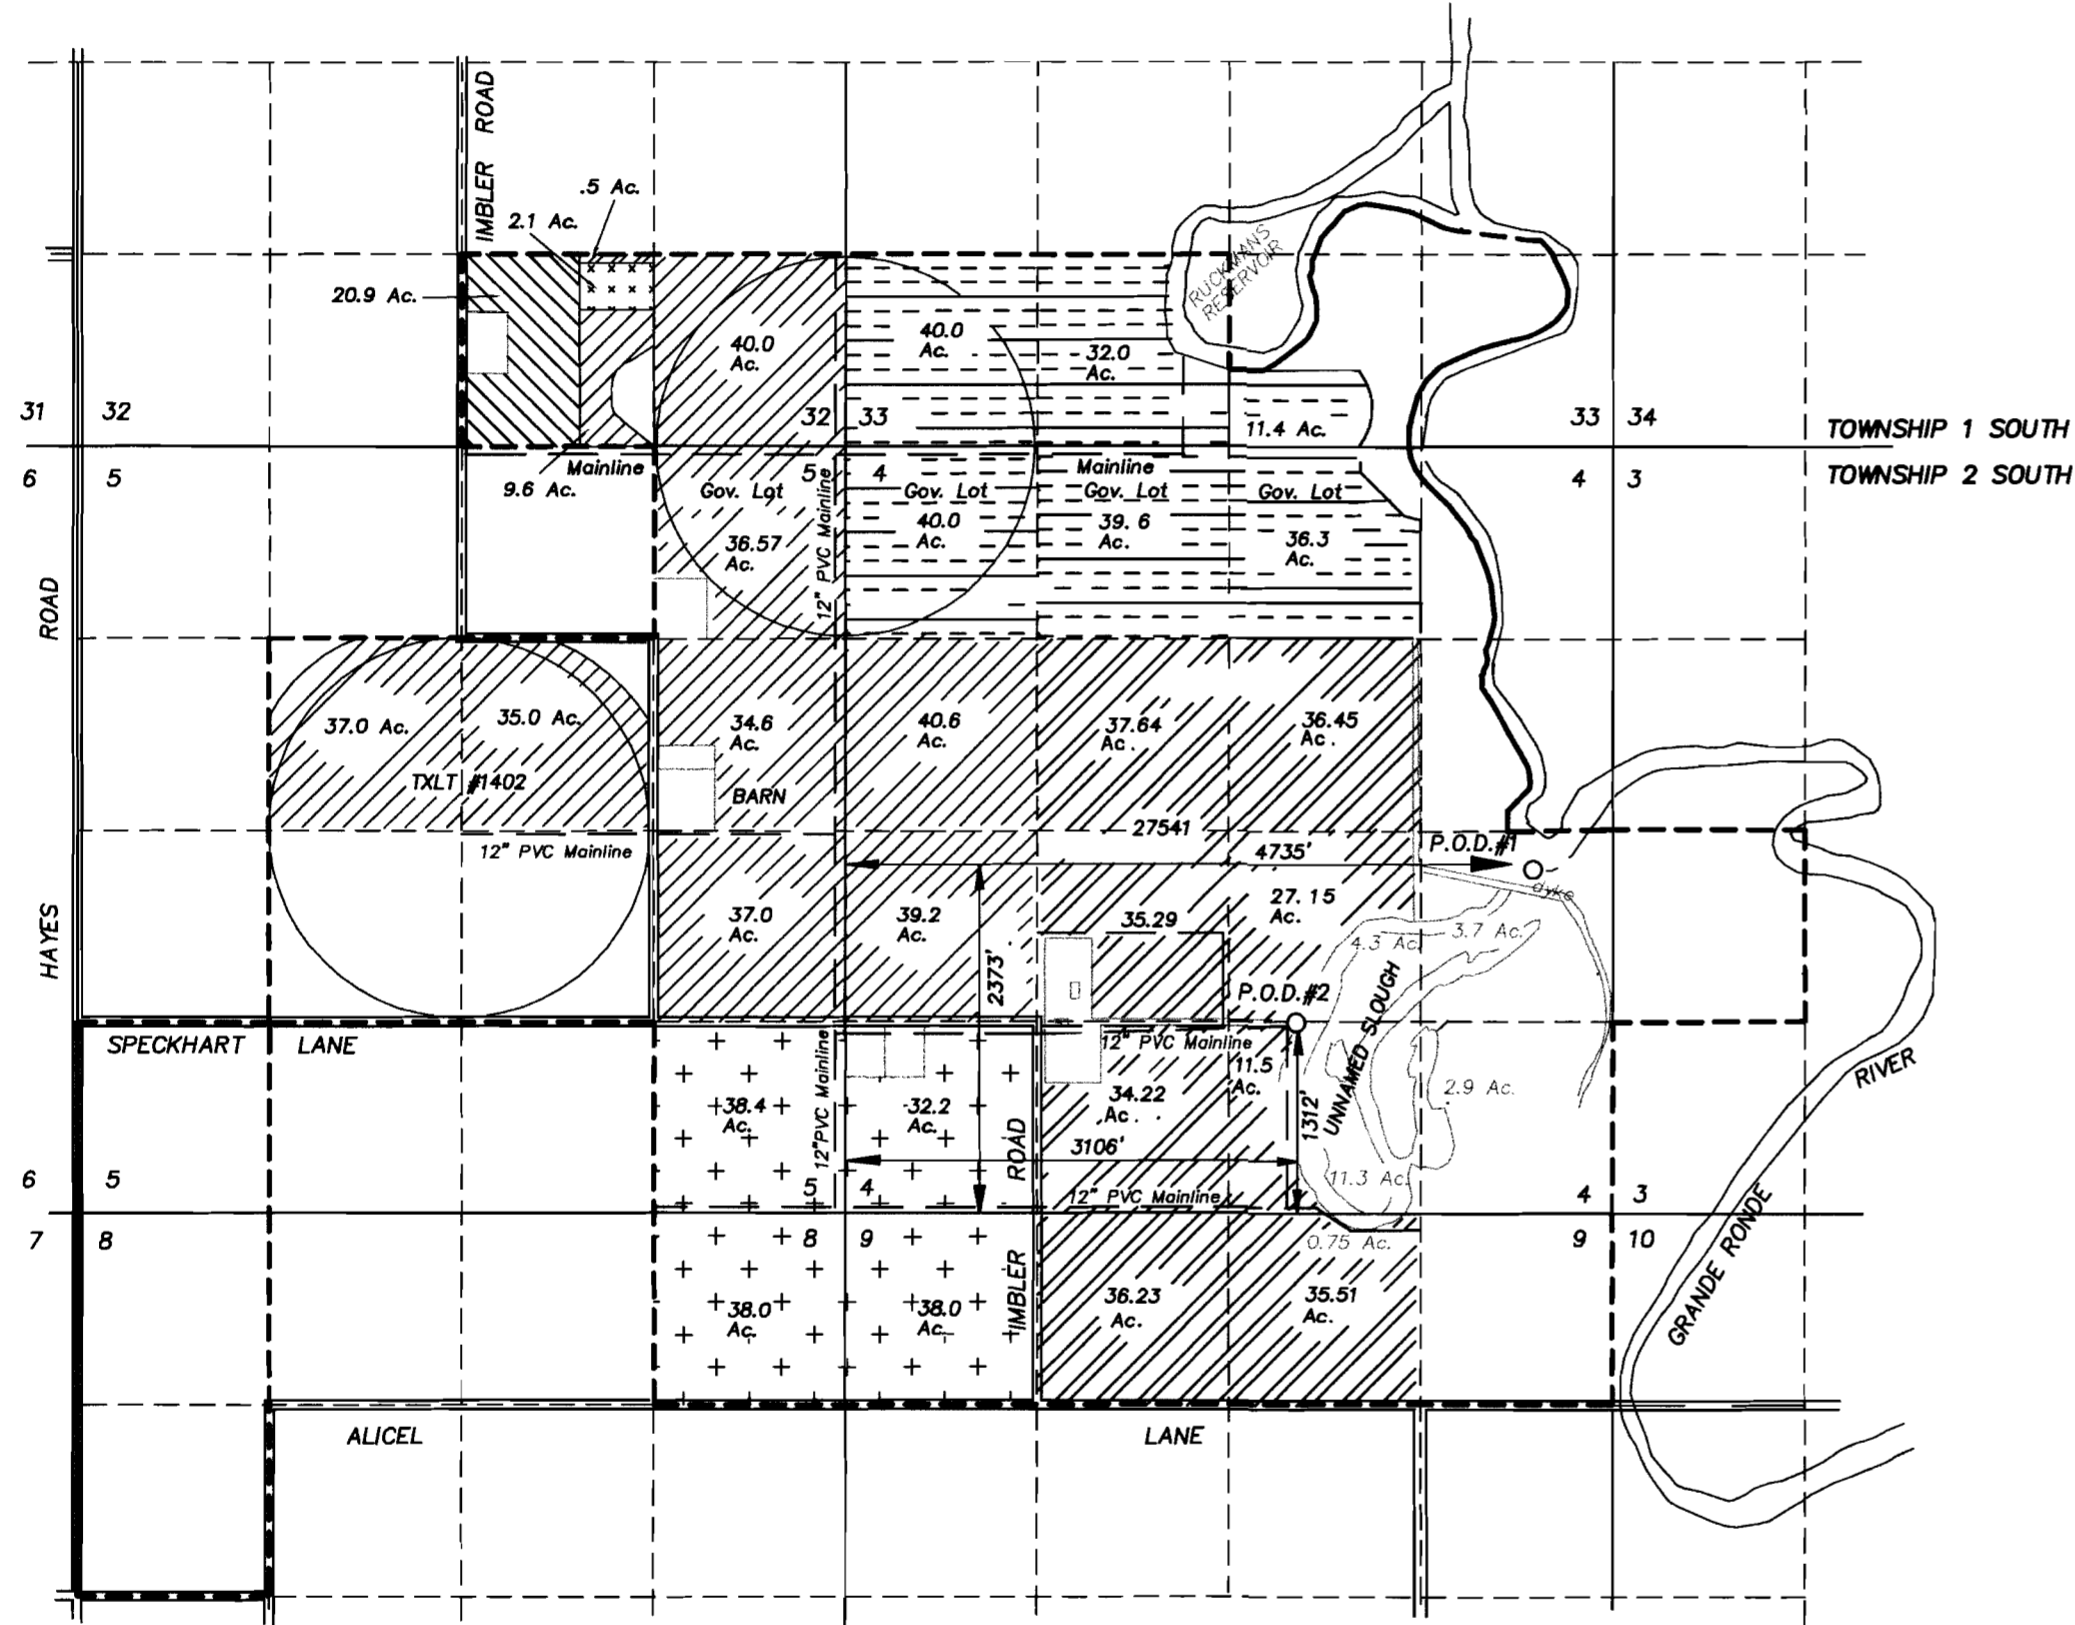 IMBLER ROAD
.5 Ac.
2.1 Ac.
20.9 Ac.
RUCKMANS
RESERVOIR
40.0
Ac.
40.0
Ac.
32.0
Ac.
11.4 Ac.
31
32
32
33
33
34
TOWNSHIP 1 SOUTH
6
5
5
4
4
3
TOWNSHIP 2 SOUTH
Mainline
9.6 Ac.
Mainline
Gov. Lot
Gov. Lot
Gov. Lot
Gov. Lot
36.57
Ac.
12" PVC Mainline
40.0
Ac.
39.6
Ac.
36.3
Ac.
HAYES ROAD
37.0 Ac.
35.0 Ac.
TXLT #1402
34.6
Ac.
BARN
40.6
Ac.
37.64
Ac.
36.45
Ac.
27541
12" PVC Mainline
4735'
P.O.D.#1
dyke
37.0
Ac.
39.2
Ac.
35.29
27.15
Ac.
4.3 Ac.
3.7 Ac.
2373'
P.O.D.#2
UNNAMED SLOUGH
SPECKHART LANE
12" PVC Mainline
11.5
Ac.
2.9 Ac.
GRANDE RONDE RIVER
38.4
Ac.
12"PVC Mainline
32.2
Ac.
34.22
Ac.
1312'
3106'
11.3 Ac.
12" PVC Mainline
6
5
5
4
4
3
7
8
8
9
9
10
IMBLER ROAD
0.75 Ac.
38.0
Ac.
38.0
Ac.
36.23
Ac.
35.51
Ac.
ALICEL LANE